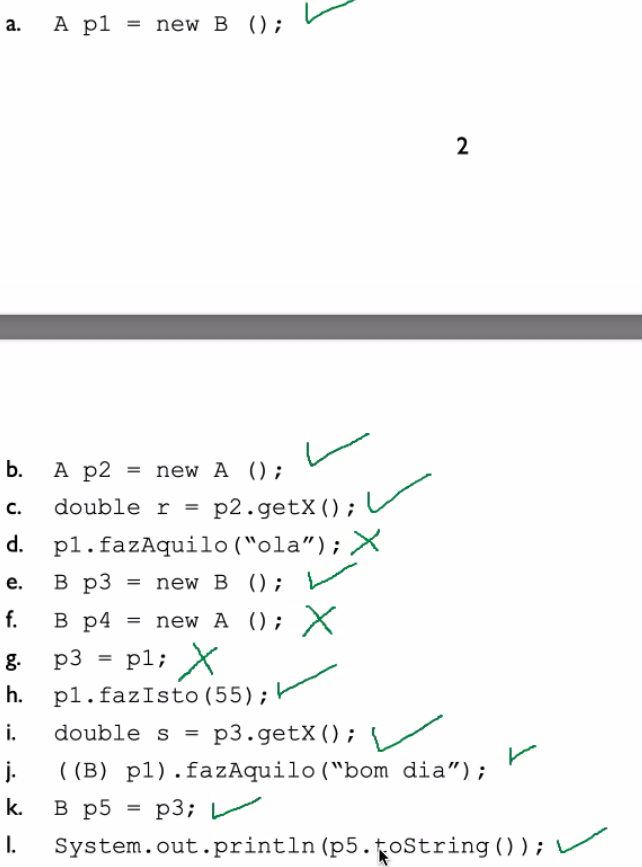 a. A p1 = new B ();
2
b. A p2 = new A ();
c. double r = p2.getX();
d. p1.fazAquilo(“ola”);
e. B p3 = new B ();
f. B p4 = new A ();
g. p3 = p1;
h. p1.fazIsto(55);
i. double s = p3.getX();
j. ((B) p1).fazAquilo(“bom dia”);
k. B p5 = p3;
l. System.out.println(p5.toString());